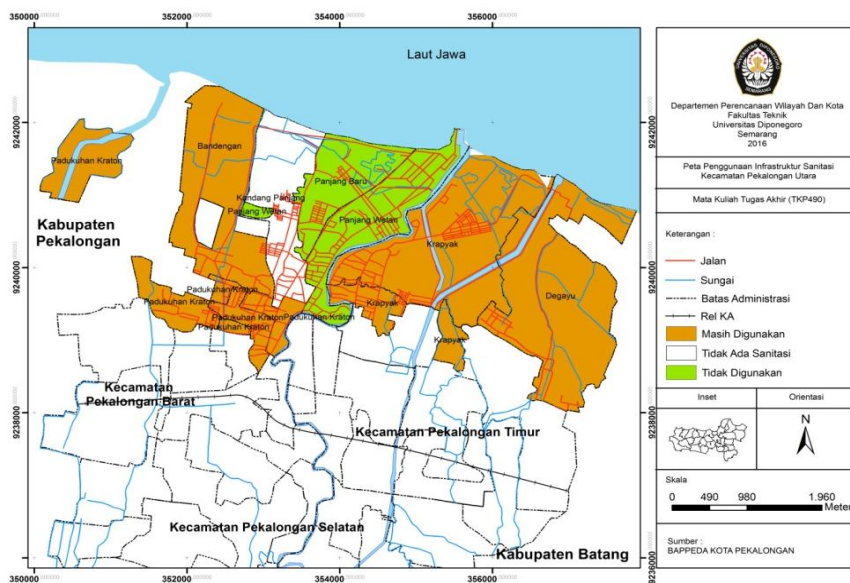 350000
352000
354000
356000
Laut Jawa
9242000
9242000
Bandengan
Padukuhan Kraton
Panjang Baru
Kandang Panjang
Panjang Wetan
Panjang Wetan
Kabupaten
Pekalongan
Krapyak
9240000
9240000
Degayu
Padukuhan Kraton
Padukuhan Kraton
Krapyak
Padukuhan Kraton
Padukuhan Kraton
Padukuhan Kraton
Krapyak
Kecamatan
Pekalongan Barat
9238000
9238000
Kecamatan Pekalongan Timur
Kecamatan Pekalongan Selatan
Kabupaten Batang
9236000
9236000
350000
352000
354000
356000
Departemen Perencanaan Wilayah Dan Kota
Fakultas Teknik
Universitas Diponegoro
Semarang
2016
Peta Penggunaan Infrastruktur Sanitasi
Kecamatan Pekalongan Utara
Mata Kuliah Tugas Akhir (TKP490)
Keterangan :
Jalan
Sungai
Batas Administrasi
Rel KA
Masih Digunakan
Tidak Ada Sanitasi
Tidak Digunakan
Inset
Orientasi
N
Skala
0 490 980 1.960
Meter
Sumber :
BAPPEDA KOTA PEKALONGAN